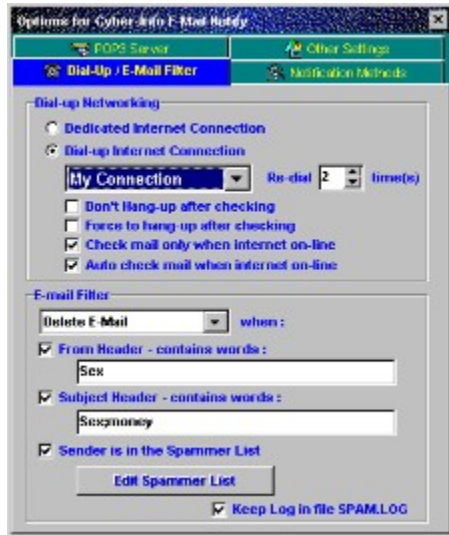 Options for Cyber-Info E-Mail Notify
POP3 Server
Other Settings
Dial-Up / E-Mail Filter
Notification Methods
Dial-up Networking
Dedicated Internet Connection
Dial-up Internet Connection
My Connection
Re-dial 2 time(s)
Don't Hang-up after checking
Force to hang-up after checking
Check mail only when internet on-line
Auto check mail when internet on-line
E-mail Filter
Delete E-Mail when :
From Header - contains words :
Sex
Subject Header - contains words :
Sex;money
Sender is in the Spammer List
Edit Spammer List
Keep Log in file SPAM.LOG